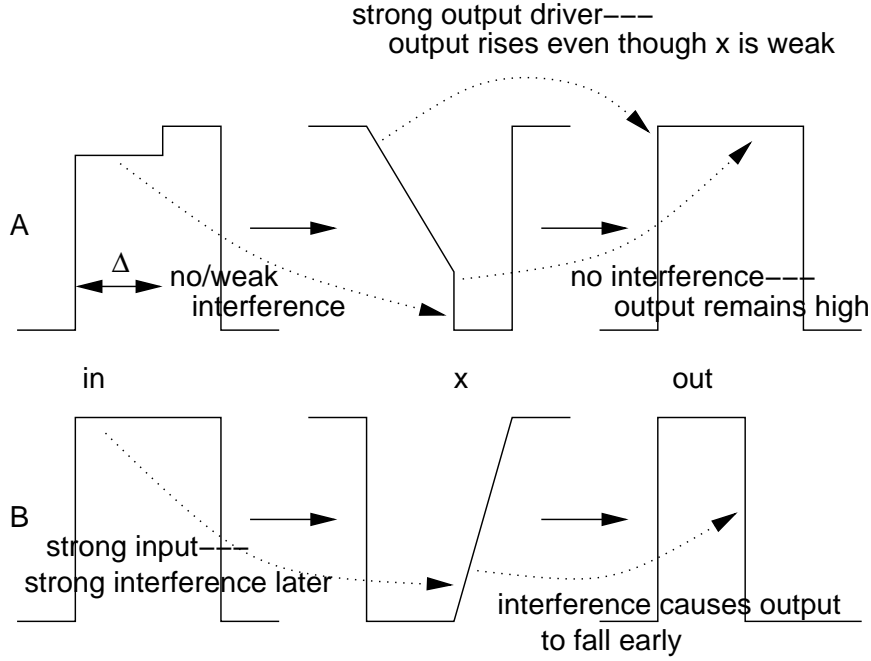 strong output driver−−−
output rises even though x is weak
A
Δ
no/weak
interference
no interference−−−
output remains high
in
x
out
B
strong input−−−
strong interference later
interference causes output
to fall early